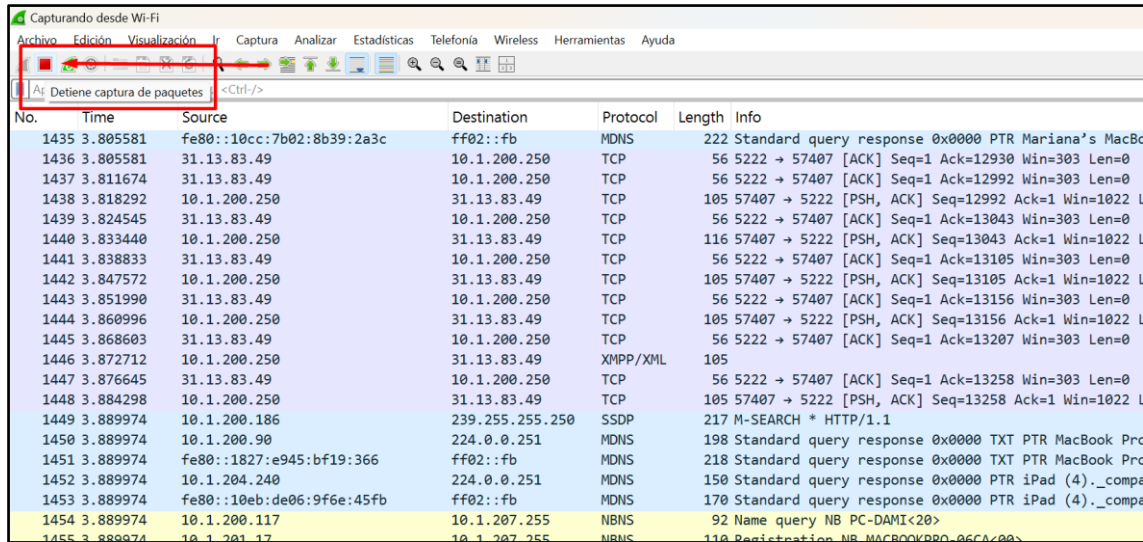 Capturando desde Wi-Fi
Archivo Edición Visualización Ir Captura Analizar Estadísticas Telefonía Wireless Herramientas Ayuda
Detiene captura de paquetes <Ctrl-/>
No. Time Source Destination Protocol Length Info
1435 3.805581 fe80::10cc:7b02:8b39:2a3c ff02::fb MDNS 222 Standard query response 0x0000 PTR Mariana's MacBo
1436 3.805581 31.13.83.49 10.1.200.250 TCP 56 5222 → 57407 [ACK] Seq=1 Ack=12930 Win=303 Len=0
1437 3.811674 31.13.83.49 10.1.200.250 TCP 56 5222 → 57407 [ACK] Seq=1 Ack=12992 Win=303 Len=0
1438 3.818292 10.1.200.250 31.13.83.49 TCP 105 57407 → 5222 [PSH, ACK] Seq=12992 Ack=1 Win=1022 L
1439 3.824545 31.13.83.49 10.1.200.250 TCP 56 5222 → 57407 [ACK] Seq=1 Ack=13043 Win=303 Len=0
1440 3.833440 10.1.200.250 31.13.83.49 TCP 116 57407 → 5222 [PSH, ACK] Seq=13043 Ack=1 Win=1022 L
1441 3.838833 31.13.83.49 10.1.200.250 TCP 56 5222 → 57407 [ACK] Seq=1 Ack=13105 Win=303 Len=0
1442 3.847572 10.1.200.250 31.13.83.49 TCP 105 57407 → 5222 [PSH, ACK] Seq=13105 Ack=1 Win=1022 L
1443 3.851990 31.13.83.49 10.1.200.250 TCP 56 5222 → 57407 [ACK] Seq=1 Ack=13156 Win=303 Len=0
1444 3.860996 10.1.200.250 31.13.83.49 TCP 105 57407 → 5222 [PSH, ACK] Seq=13156 Ack=1 Win=1022 L
1445 3.868603 31.13.83.49 10.1.200.250 TCP 56 5222 → 57407 [ACK] Seq=1 Ack=13207 Win=303 Len=0
1446 3.872712 10.1.200.250 31.13.83.49 XMPP/XML 105
1447 3.876645 31.13.83.49 10.1.200.250 TCP 56 5222 → 57407 [ACK] Seq=1 Ack=13258 Win=303 Len=0
1448 3.884298 10.1.200.250 31.13.83.49 TCP 105 57407 → 5222 [PSH, ACK] Seq=13258 Ack=1 Win=1022 L
1449 3.889974 10.1.200.186 239.255.255.250 SSDP 217 M-SEARCH * HTTP/1.1
1450 3.889974 10.1.200.90 224.0.0.251 MDNS 198 Standard query response 0x0000 TXT PTR MacBook Pro
1451 3.889974 fe80::1827:e945:bf19:366 ff02::fb MDNS 218 Standard query response 0x0000 TXT PTR MacBook Pro
1452 3.889974 10.1.204.240 224.0.0.251 MDNS 150 Standard query response 0x0000 PTR iPad (4)._compa
1453 3.889974 fe80::10eb:de06:9f6e:45fb ff02::fb MDNS 170 Standard query response 0x0000 PTR iPad (4)._compa
1454 3.889974 10.1.200.117 10.1.207.255 NBNS 92 Name query NB PC-DAMI<20>
1455 3.889974 10.1.201.17 10.1.207.255 NBNS 110 Registration NB MACBOOKPRO-06CA<00>